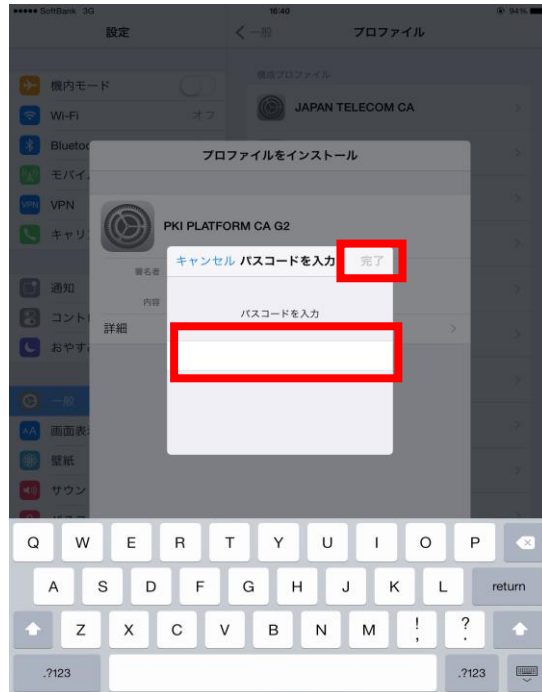 SoftBank 3G 16:40 94%
設定
一般
プロファイル
機内モード
構成プロファイル
Wi-Fi オフ
JAPAN TELECOM CA
Bluetoo
プロファイルをインストール
モバイ
VPN VPN
キャリ
PKI PLATFORM CA G2
キャンセル パスコードを入力 完了
署名者
通知
内容
パスコードを入力
コント
詳細
おやす
一般
AA 画面表
壁紙
サウン
Q W E R T Y U I O P
A S D F G H J K L return
Z X C V B N M ! , ? .
.?123 .?123